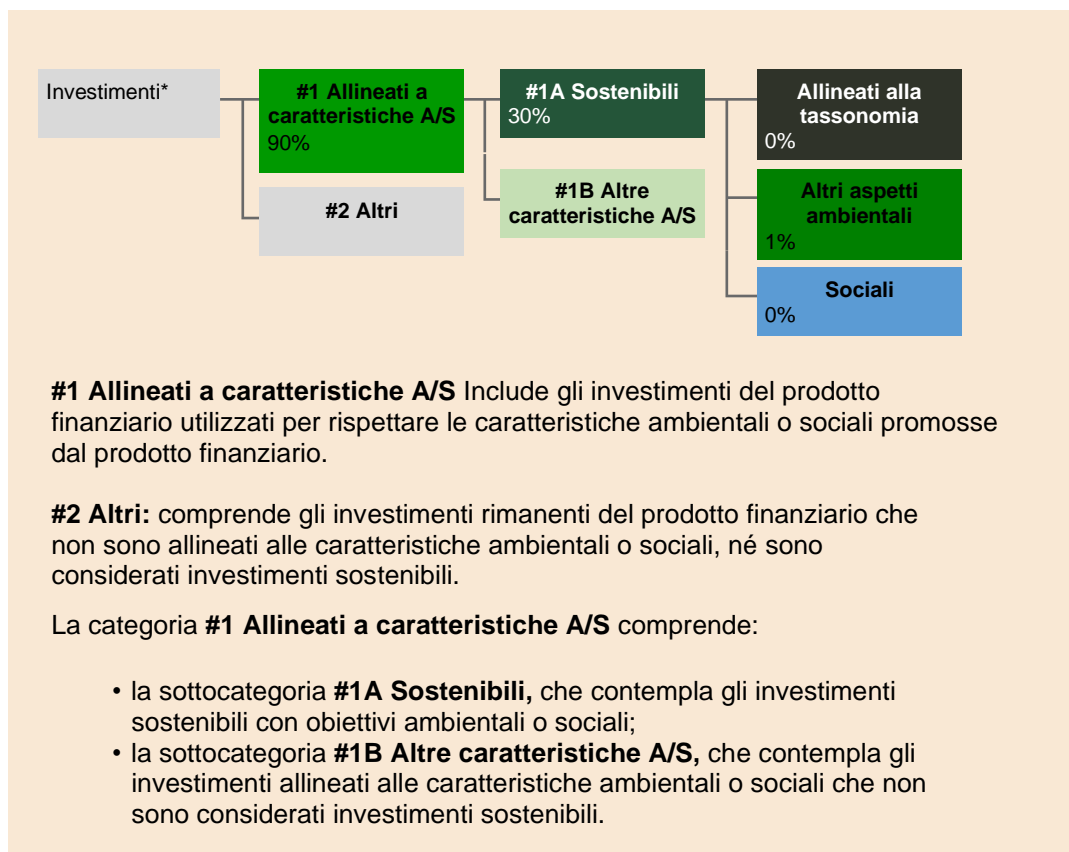 Investimenti*
#1 Allineati a
caratteristiche A/S
90%
#2 Altri
#1A Sostenibili
30%
#1B Altre
caratteristiche A/S
Allineati alla
tassonomia
0%
Altri aspetti
ambientali
1%
Sociali
0%
#1 Allineati a caratteristiche A/S Include gli investimenti del prodotto
finanziario utilizzati per rispettare le caratteristiche ambientali o sociali promosse
dal prodotto finanziario.
#2 Altri: comprende gli investimenti rimanenti del prodotto finanziario che
non sono allineati alle caratteristiche ambientali o sociali, né sono
considerati investimenti sostenibili.
La categoria #1 Allineati a caratteristiche A/S comprende:
• la sottocategoria #1A Sostenibili, che contempla gli investimenti
sostenibili con obiettivi ambientali o sociali;
• la sottocategoria #1B Altre caratteristiche A/S, che contempla gli
investimenti allineati alle caratteristiche ambientali o sociali che non
sono considerati investimenti sostenibili.